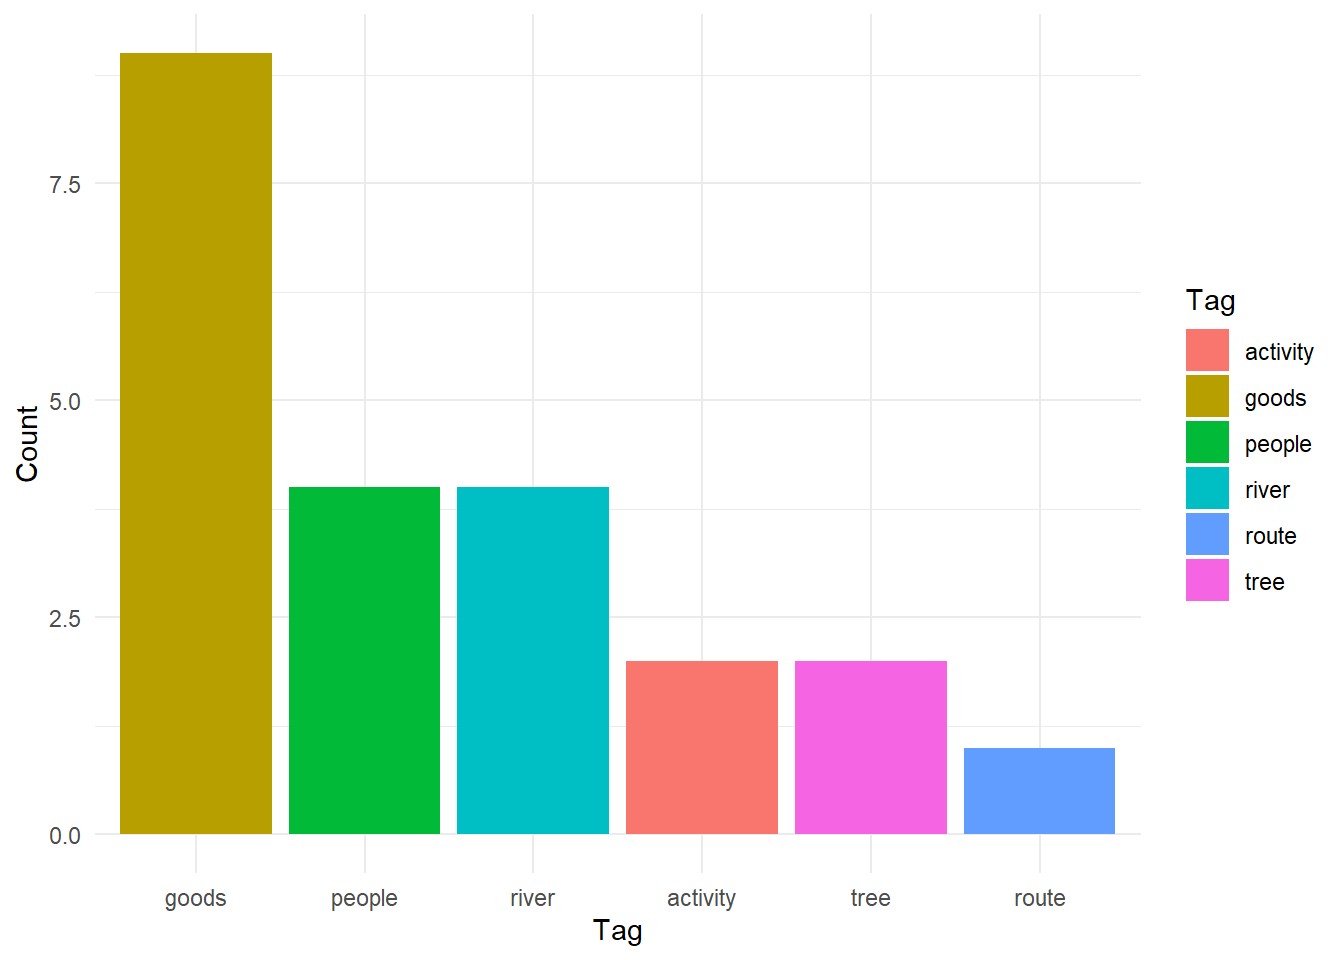 7.5
5.0
2.5
0.0
Count
goods people river activity tree route
Tag
Tag
activity
goods
people
river
route
tree